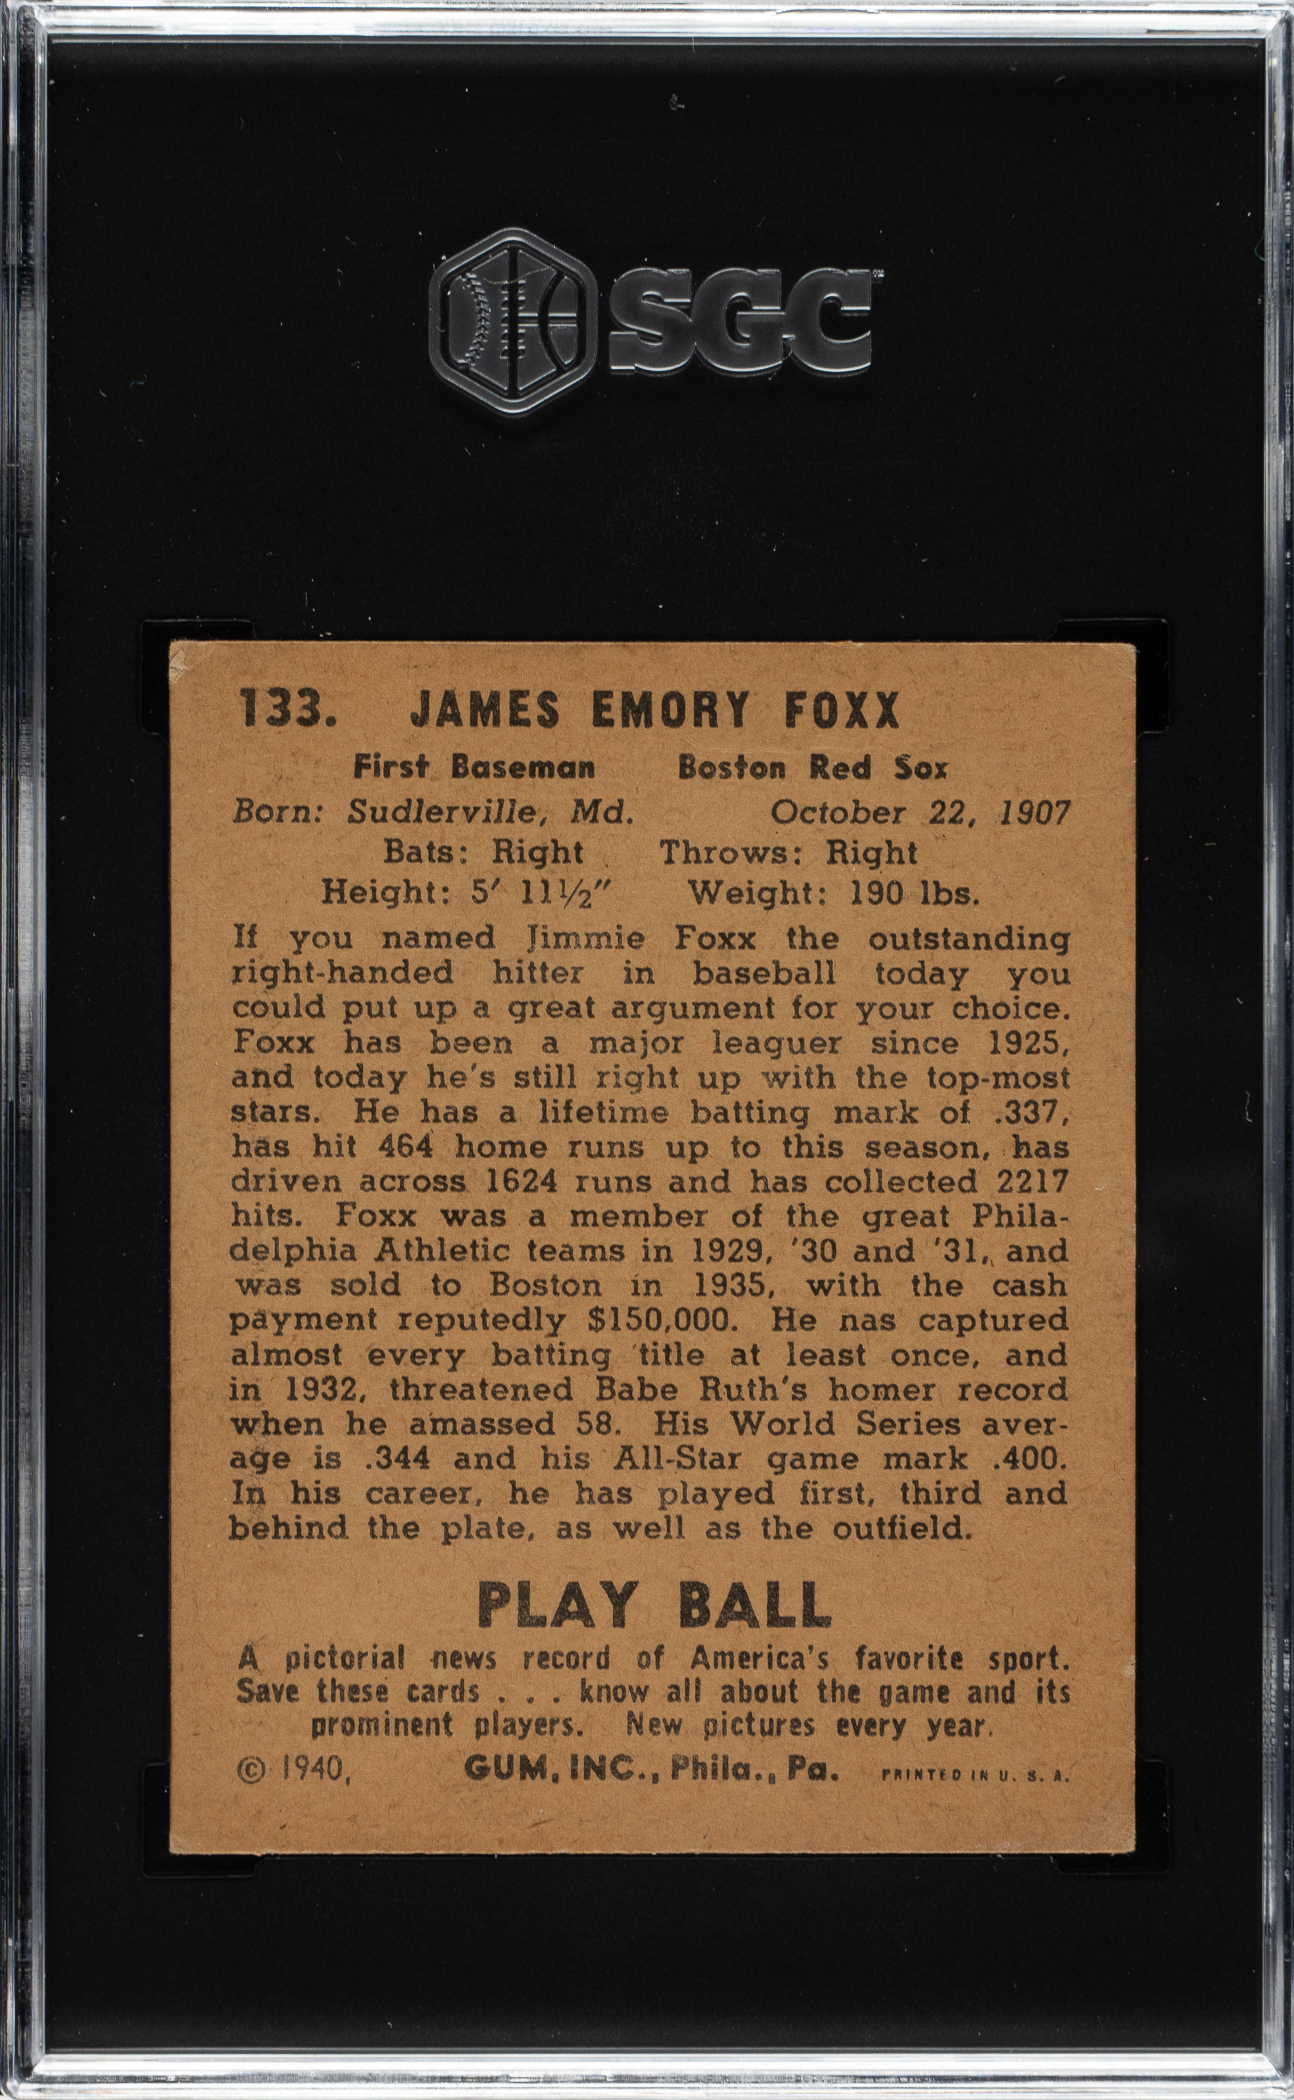 SGC
133. JAMES EMORY FOXX
First Baseman Boston Red Sox
Born: Sudlerville, Md. October 22, 1907
Bats: Right Throws: Right
Height: 5' 11½" Weight: 190 lbs.
If you named Jimmie Foxx the outstanding
right-handed hitter in baseball today you
could put up a great argument for your choice.
Foxx has been a major leaguer since 1925,
and today he's still right up with the top-most
stars. He has a lifetime batting mark of .337,
has hit 464 home runs up to this season, has
driven across 1624 runs and has collected 2217
hits. Foxx was a member of the great Phila-
delphia Athletic teams in 1929, '30 and '31, and
was sold to Boston in 1935, with the cash
payment reputedly $150,000. He nas captured
almost every batting title at least once, and
in 1932, threatened Babe Ruth's homer record
when he amassed 58. His World Series aver-
age is .344 and his All-Star game mark .400.
In his career, he has played first, third and
behind the plate, as well as the outfield.
PLAY BALL
A pictorial news record of America's favorite sport.
Save these cards . . . know all about the game and its
prominent players. New pictures every year.
© 1940, GUM, INC., Phila., Pa. PRINTED IN U. S. A.